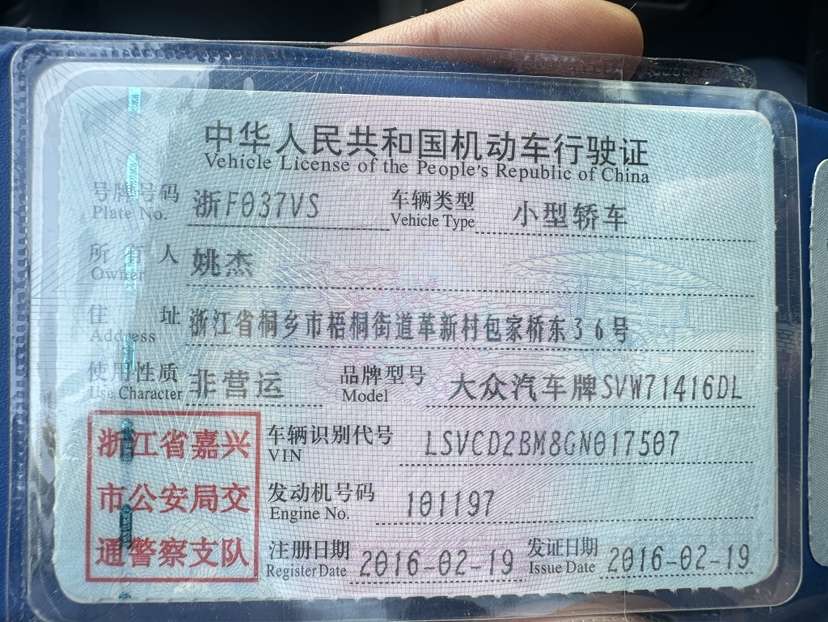 中华人民共和国机动车行驶证
Vehicle License of the People's Republic of China
号牌号码 浙F037VS 车辆类型 小型轿车
Plate No. Vehicle Type
所有人 姚杰
Owner
住址 浙江省桐乡市梧桐街道革新村包家桥东36号
Address
使用性质 非营运 品牌型号 大众汽车牌SVW71416DL
Use Character Model
浙江省嘉兴
市公安局交
通警察支队
车辆识别代号 LSVCD2BM8GN017507
VIN
发动机号码 101197
Engine No.
注册日期 2016-02-19 发证日期 2016-02-19
Register Date Issue Date